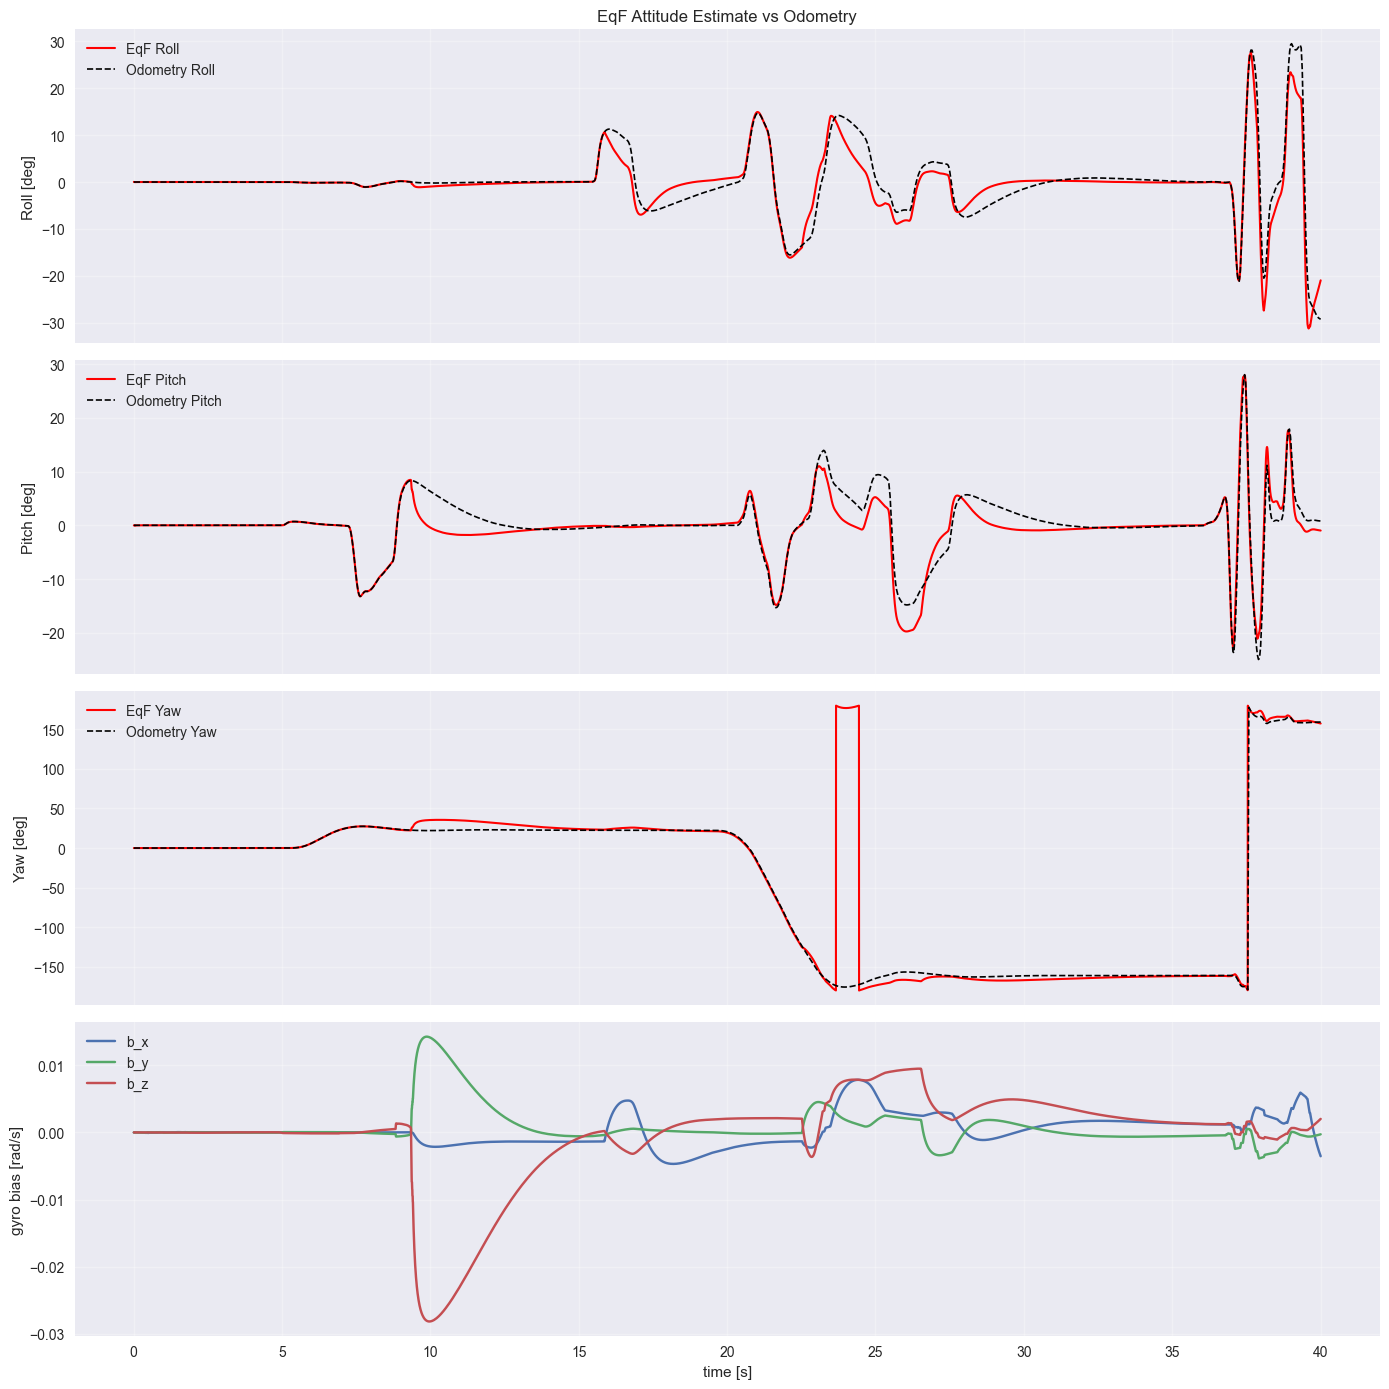 EqF Attitude Estimate vs Odometry
EqF Roll
Odometry Roll
Roll [deg]
30
20
10
0
−10
−20
−30
EqF Pitch
Odometry Pitch
Pitch [deg]
30
20
10
0
−10
−20
EqF Yaw
Odometry Yaw
Yaw [deg]
150
100
50
0
−50
−100
−150
b_x
b_y
b_z
gyro bias [rad/s]
0.01
0.00
−0.01
−0.02
−0.03
0 5 10 15 20 25 30 35 40
time [s]